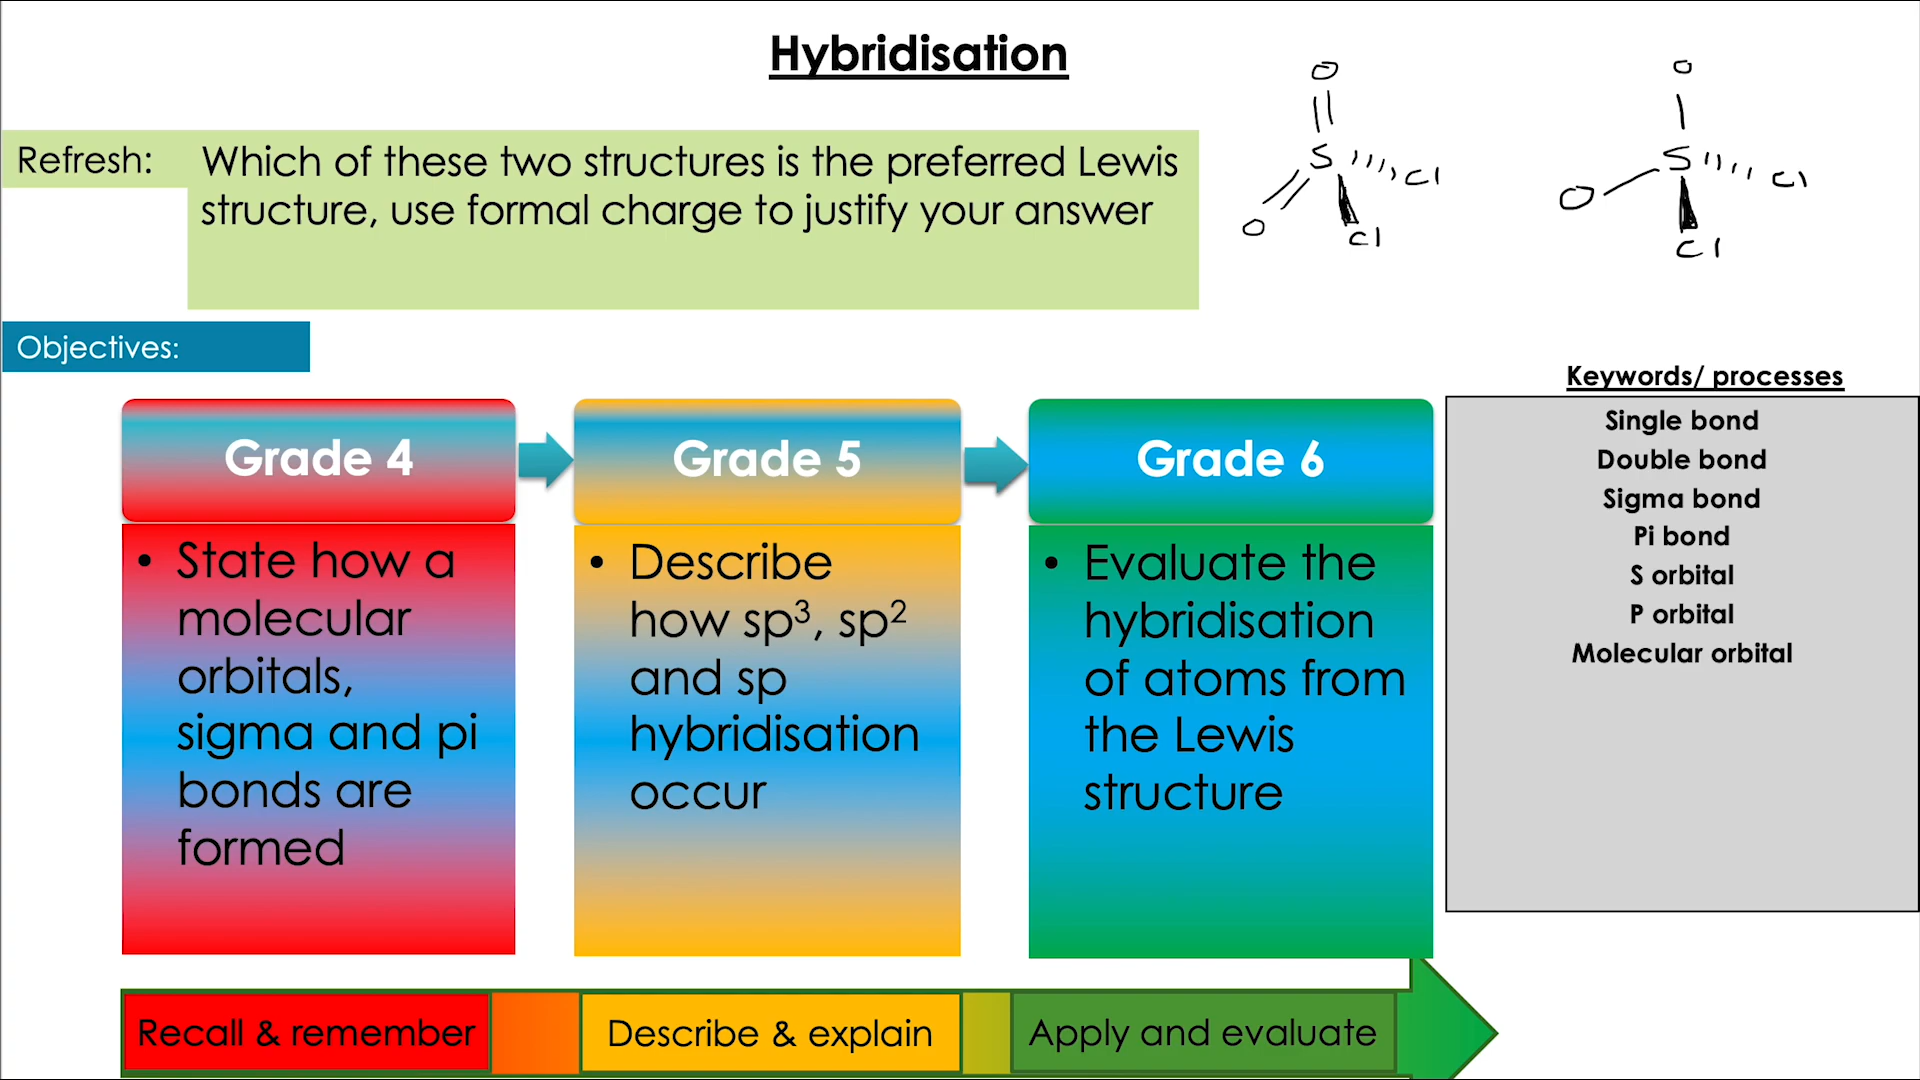 Hybridisation
Refresh:
Which of these two structures is the preferred Lewis
structure, use formal charge to justify your answer
O
S
Cl
O
Cl
O
S
Cl
O
Cl
Objectives:
Keywords/ processes
Single bond
Double bond
Sigma bond
Pi bond
S orbital
P orbital
Molecular orbital
Grade 4
• State how a
molecular
orbitals,
sigma and pi
bonds are
formed
Grade 5
• Describe
how sp³, sp²
and sp
hybridisation
occur
Grade 6
• Evaluate the
hybridisation
of atoms from
the Lewis
structure
Recall & remember
Describe & explain
Apply and evaluate